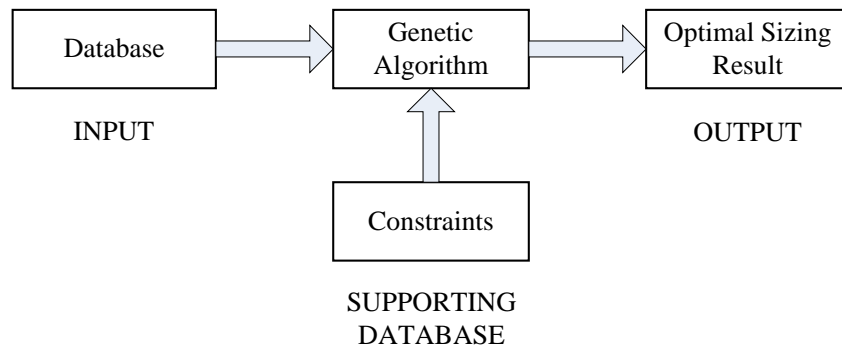 Database
Genetic
Algorithm
Optimal Sizing
Result
INPUT
OUTPUT
Constraints
SUPPORTING
DATABASE